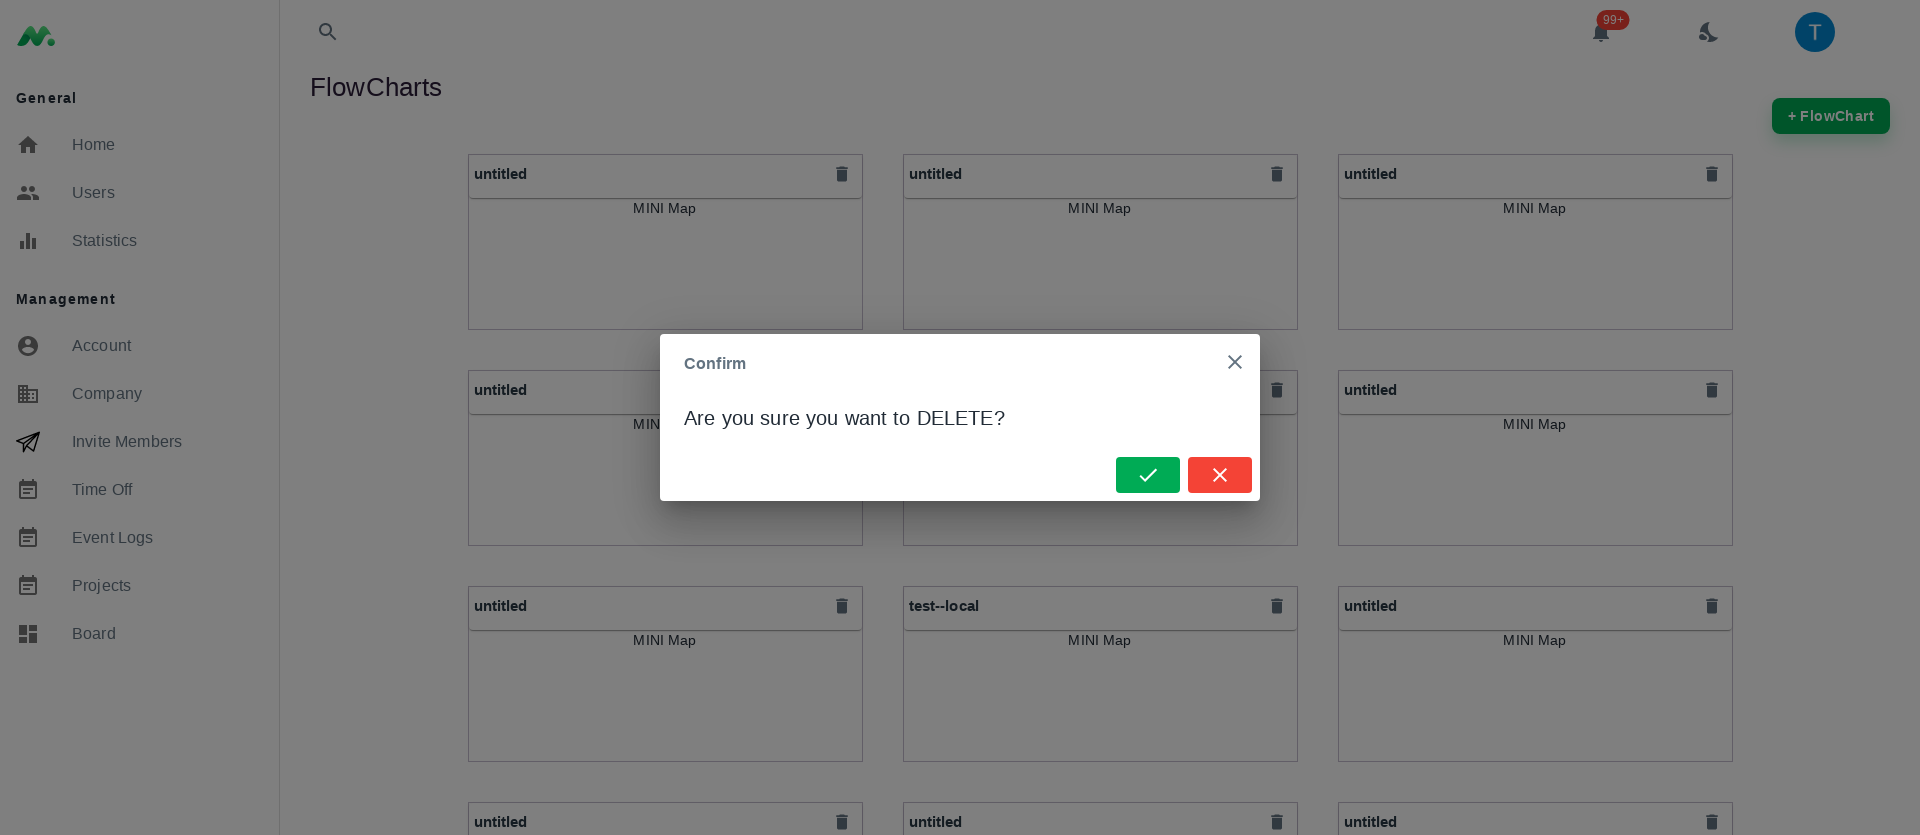 99+
T
General
Home
Users
Statistics
Management
Account
Company
Invite Members
Time Off
Event Logs
Projects
Board
FlowCharts
+ FlowChart
untitled
MINI Map
untitled
MINI Map
untitled
MINI Map
untitled
MIN
untitled
MINI Map
Confirm
Are you sure you want to DELETE?
untitled
MINI Map
test--local
MINI Map
untitled
MINI Map
untitled
untitled
untitled